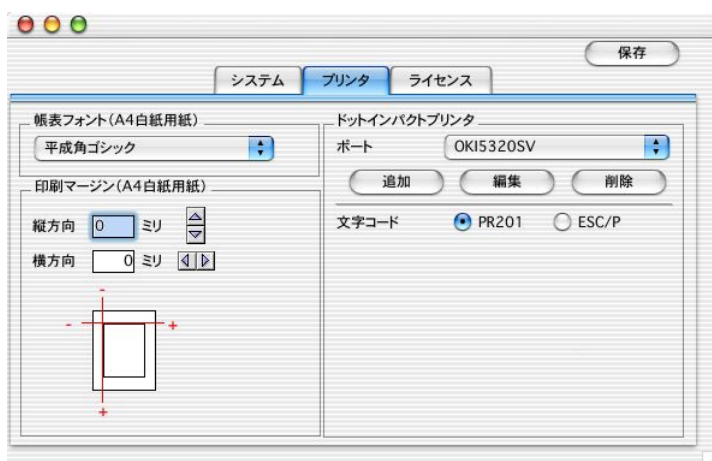 保存
システム プリンタ ライセンス
帳表フォント(A4白紙用紙)
平成角ゴシック
印刷マージン(A4白紙用紙)
縦方向 0 ミリ
横方向 0 ミリ
-
- +
+
ドットインパクトプリンタ
ポート OKI5320SV
追加 編集 削除
文字コード PR201 ESC/P